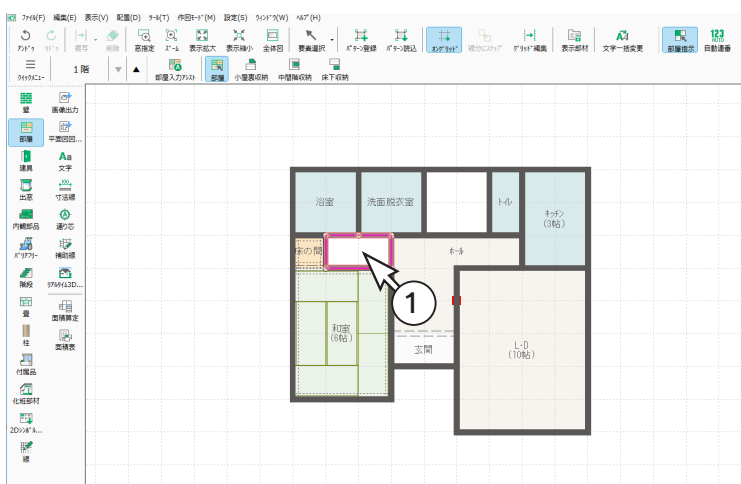 ﾌｧｲﾙ(F) 編集(E) 表示(V) 配置(D) ﾂｰﾙ(T) 作図ﾓｰﾄﾞ(M) 設定(S) ｳｨﾝﾄﾞｳ(W) ﾍﾙﾌﾟ(H)
ｱﾝﾄﾞｩ ﾘﾄﾞｩ 複写 削除 窓指定 ｽﾞｰﾑ 表示拡大 表示縮小 全体図 要素選択 ﾊﾟﾀｰﾝ登録 ﾊﾟﾀｰﾝ読込 ｵﾝｸﾞﾘｯﾄﾞ 線分にｽﾅｯﾌﾟ ｸﾞﾘｯﾄﾞ編集 表示部材 文字一括変更 部屋指示 自動連番
ｸｲｯｸﾒﾆｭｰ 1 階 部屋入力ｱｼｽﾄ 部屋 小屋裏収納 中間階収納 床下収納
壁 画像出力
部屋 平面図図...
建具 文字
出窓 寸法線
内観部品 通り芯
ﾊﾞﾘｱﾌﾘｰ 補助線
階段 ﾘｱﾙﾀｲﾑ3D...
畳 面積算定
柱 面積表
付属品
化粧部材
2Dｼﾝﾎﾞﾙ...
線
浴室 洗面脱衣室 ﾄｲﾚ
ｷｯﾁﾝ
(3帖)
床の間 ﾎｰﾙ
1
和室
(6帖)
玄関
L・D
(10帖)